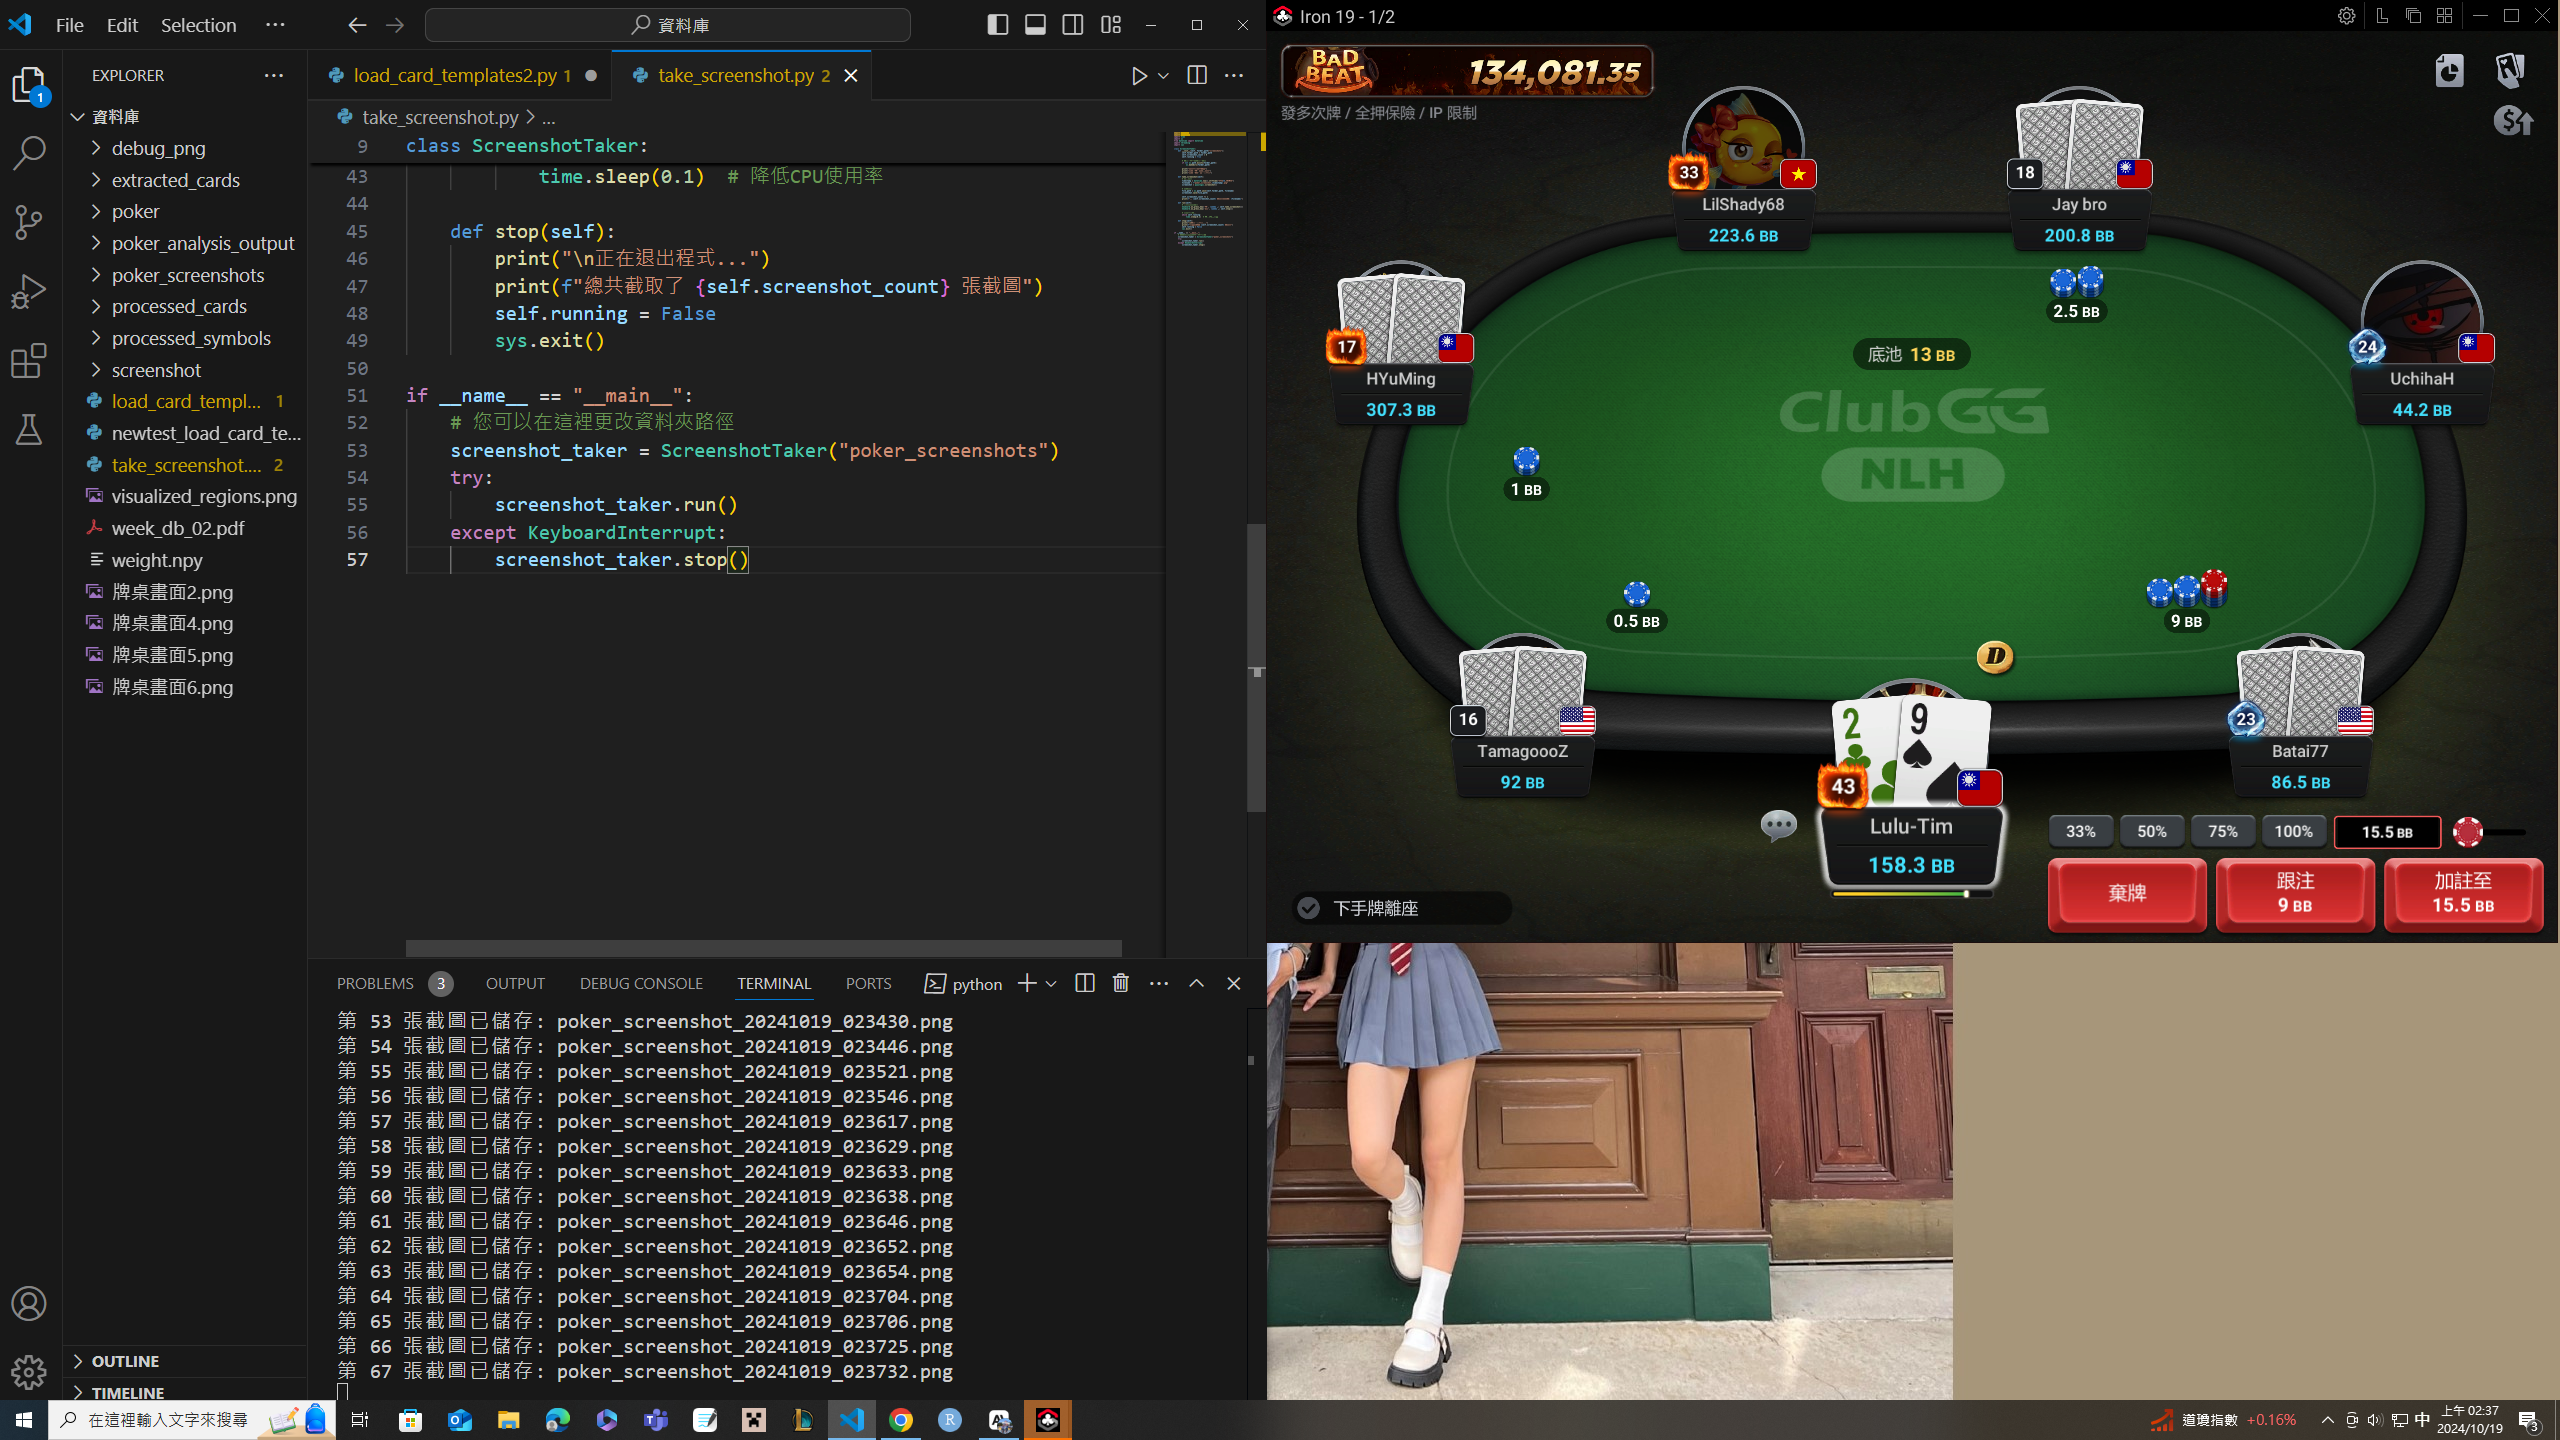 File Edit Selection ...
資料庫
EXPLORER
資料庫
debug_png
extracted_cards
poker
poker_analysis_output
poker_screenshots
processed_cards
processed_symbols
screenshot
load_card_templ... 1
newtest_load_card_te...
take_screenshot.... 2
visualized_regions.png
week_db_02.pdf
weight.npy
牌桌畫面2.png
牌桌畫面4.png
牌桌畫面5.png
牌桌畫面6.png
OUTLINE
TIMELINE
1
load_card_templates2.py 1
take_screenshot.py 2
take_screenshot.py > ...
9 class ScreenshotTaker:
43 time.sleep(0.1) # 降低CPU使用率
44
45 def stop(self):
46 print("\n正在退出程式...")
47 print(f"總共截取了 {self.screenshot_count} 張截圖")
48 self.running = False
49 sys.exit()
50
51 if __name__ == "__main__":
52 # 您可以在這裡更改資料夾路徑
53 screenshot_taker = ScreenshotTaker("poker_screenshots")
54 try:
55 screenshot_taker.run()
56 except KeyboardInterrupt:
57 screenshot_taker.stop()
PROBLEMS 3 OUTPUT DEBUG CONSOLE TERMINAL PORTS python
第 53 張截圖已儲存: poker_screenshot_20241019_023430.png
第 54 張截圖已儲存: poker_screenshot_20241019_023446.png
第 55 張截圖已儲存: poker_screenshot_20241019_023521.png
第 56 張截圖已儲存: poker_screenshot_20241019_023546.png
第 57 張截圖已儲存: poker_screenshot_20241019_023617.png
第 58 張截圖已儲存: poker_screenshot_20241019_023629.png
第 59 張截圖已儲存: poker_screenshot_20241019_023633.png
第 60 張截圖已儲存: poker_screenshot_20241019_023638.png
第 61 張截圖已儲存: poker_screenshot_20241019_023646.png
第 62 張截圖已儲存: poker_screenshot_20241019_023652.png
第 63 張截圖已儲存: poker_screenshot_20241019_023654.png
第 64 張截圖已儲存: poker_screenshot_20241019_023704.png
第 65 張截圖已儲存: poker_screenshot_20241019_023706.png
第 66 張截圖已儲存: poker_screenshot_20241019_023725.png
第 67 張截圖已儲存: poker_screenshot_20241019_023732.png
Iron 19 - 1/2
BAD BEAT 134,081.35
發多次牌 / 全押保險 / IP 限制
33
LilShady68
223.6 BB
18
Jay bro
200.8 BB
17
HYuMing
307.3 BB
24
UchihaH
44.2 BB
2.5 BB
底池 13 BB
ClubGG
NLH
1 BB
0.5 BB
9 BB
D
16
TamagoooZ
92 BB
2 9
43
Lulu-Tim
158.3 BB
23
Batai77
86.5 BB
33% 50% 75% 100% 15.5 BB
下手牌離座
棄牌
跟注
9 BB
加註至
15.5 BB
在這裡輸入文字來搜尋
道瓊指數 +0.16%
中
上午 02:37
2024/10/19
3